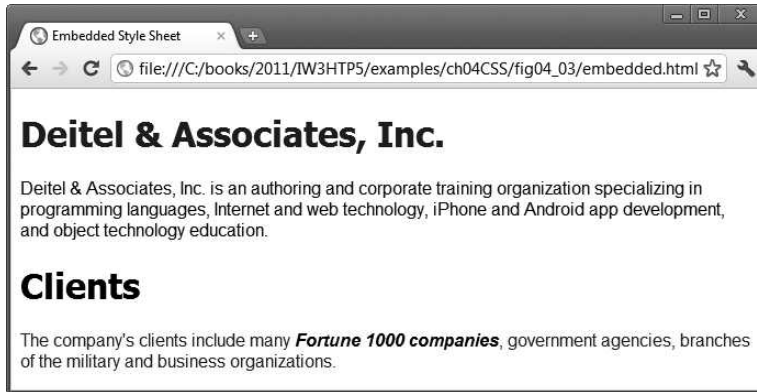 Embedded Style Sheet
file:///C:/books/2011/IW3HTP5/examples/ch04CSS/fig04_03/embedded.html
Deitel & Associates, Inc.
Deitel & Associates, Inc. is an authoring and corporate training organization specializing in
programming languages, Internet and web technology, iPhone and Android app development,
and object technology education.
Clients
The company's clients include many Fortune 1000 companies, government agencies, branches
of the military and business organizations.